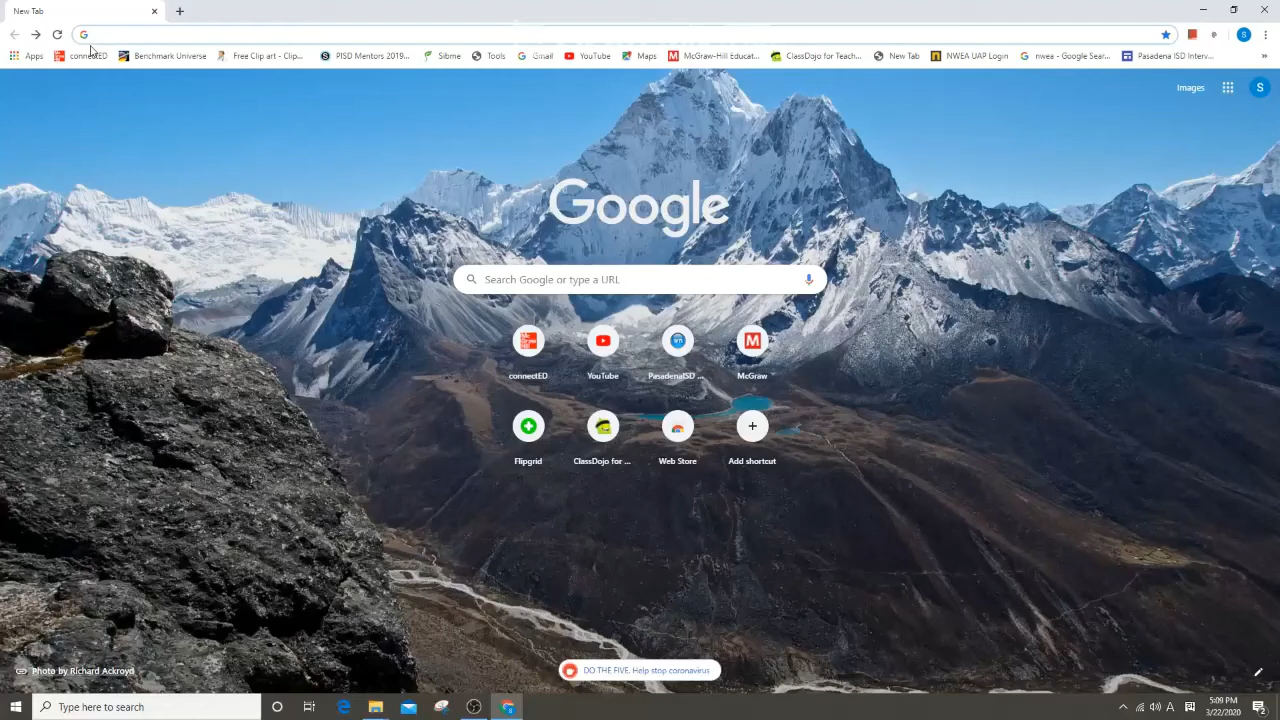 New Tab
Apps connectED Benchmark Universe Free Clip art - Clip... PISD Mentors 2019... Sibme Tools Gmail YouTube Maps McGraw-Hill Educat... ClassDojo for Teach... New Tab NWEA UAP Login nwea - Google Sear... Pasadena ISD Interv...
S
Images
S
Google
Search Google or type a URL
connectED YouTube PasadenaISD ... McGraw
Flipgrid ClassDojo for ... Web Store Add shortcut
Photo by Richard Ackroyd
DO THE FIVE. Help stop coronavirus
Type here to search
5:09 PM
3/22/2020